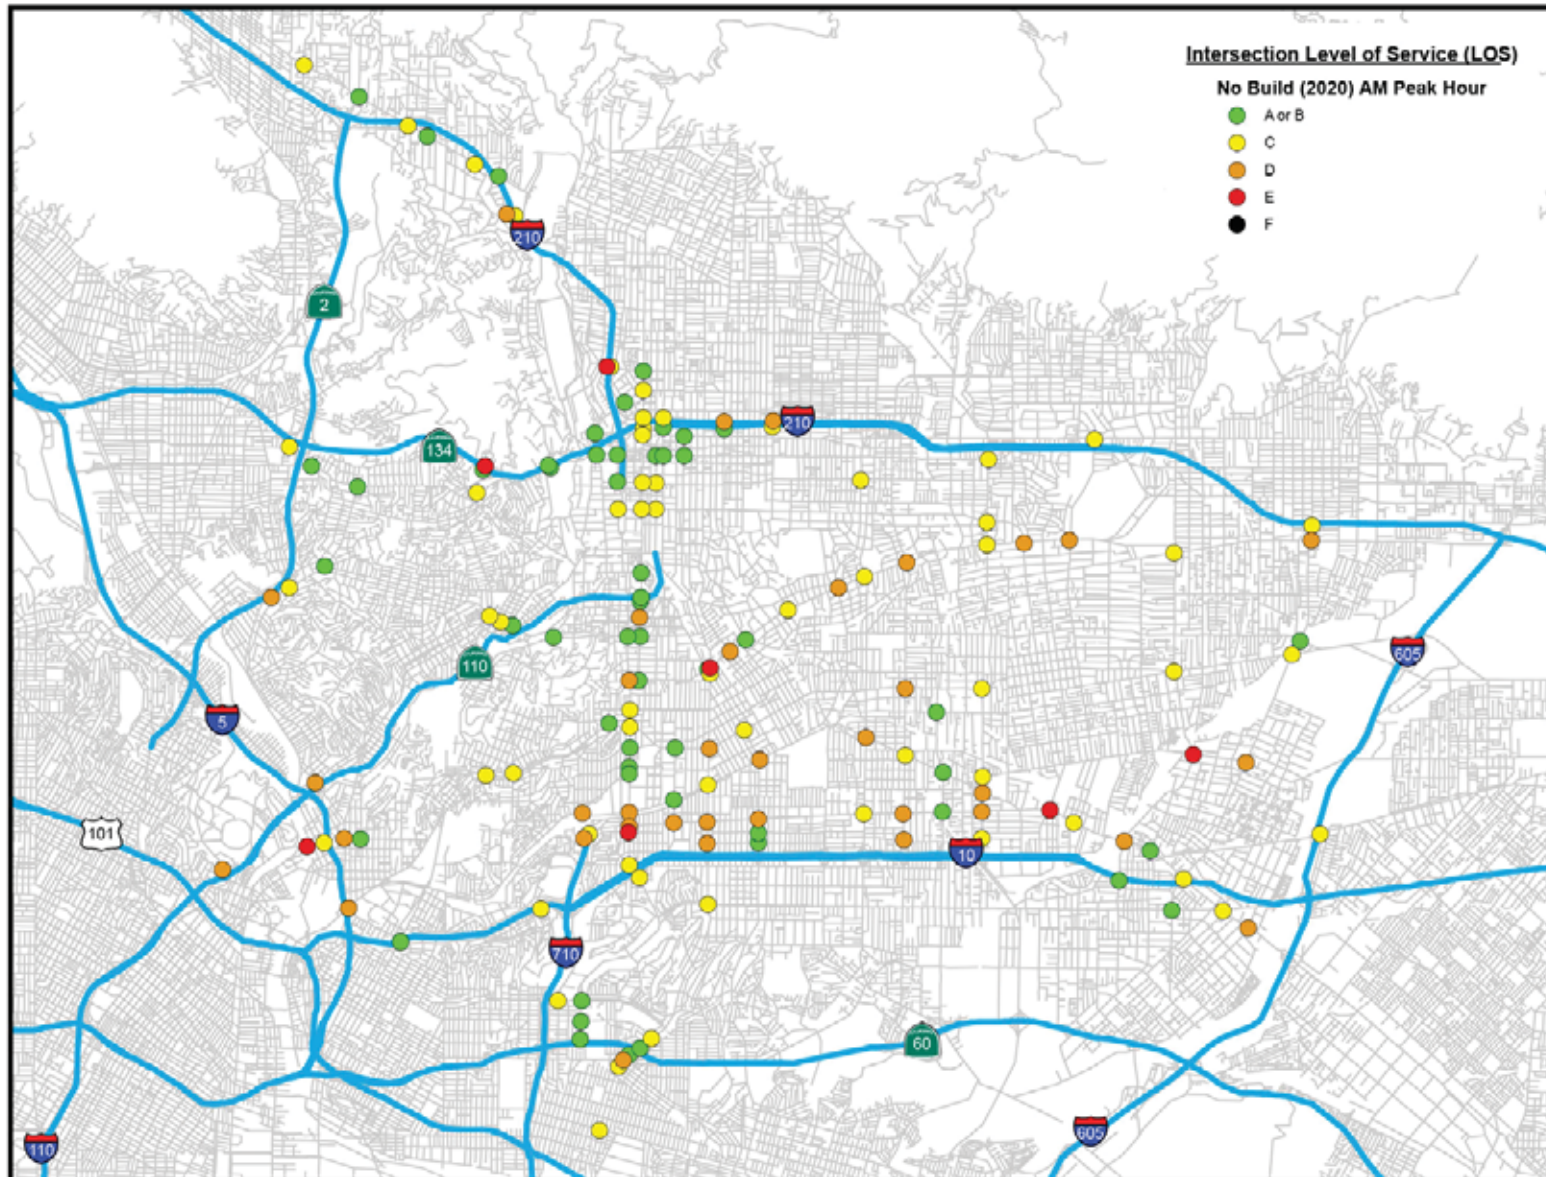 Intersection Level of Service (LOS)
No Build (2020) AM Peak Hour
A or B
C
D
E
F
210
2
134
210
110
605
5
101
10
710
60
605
110